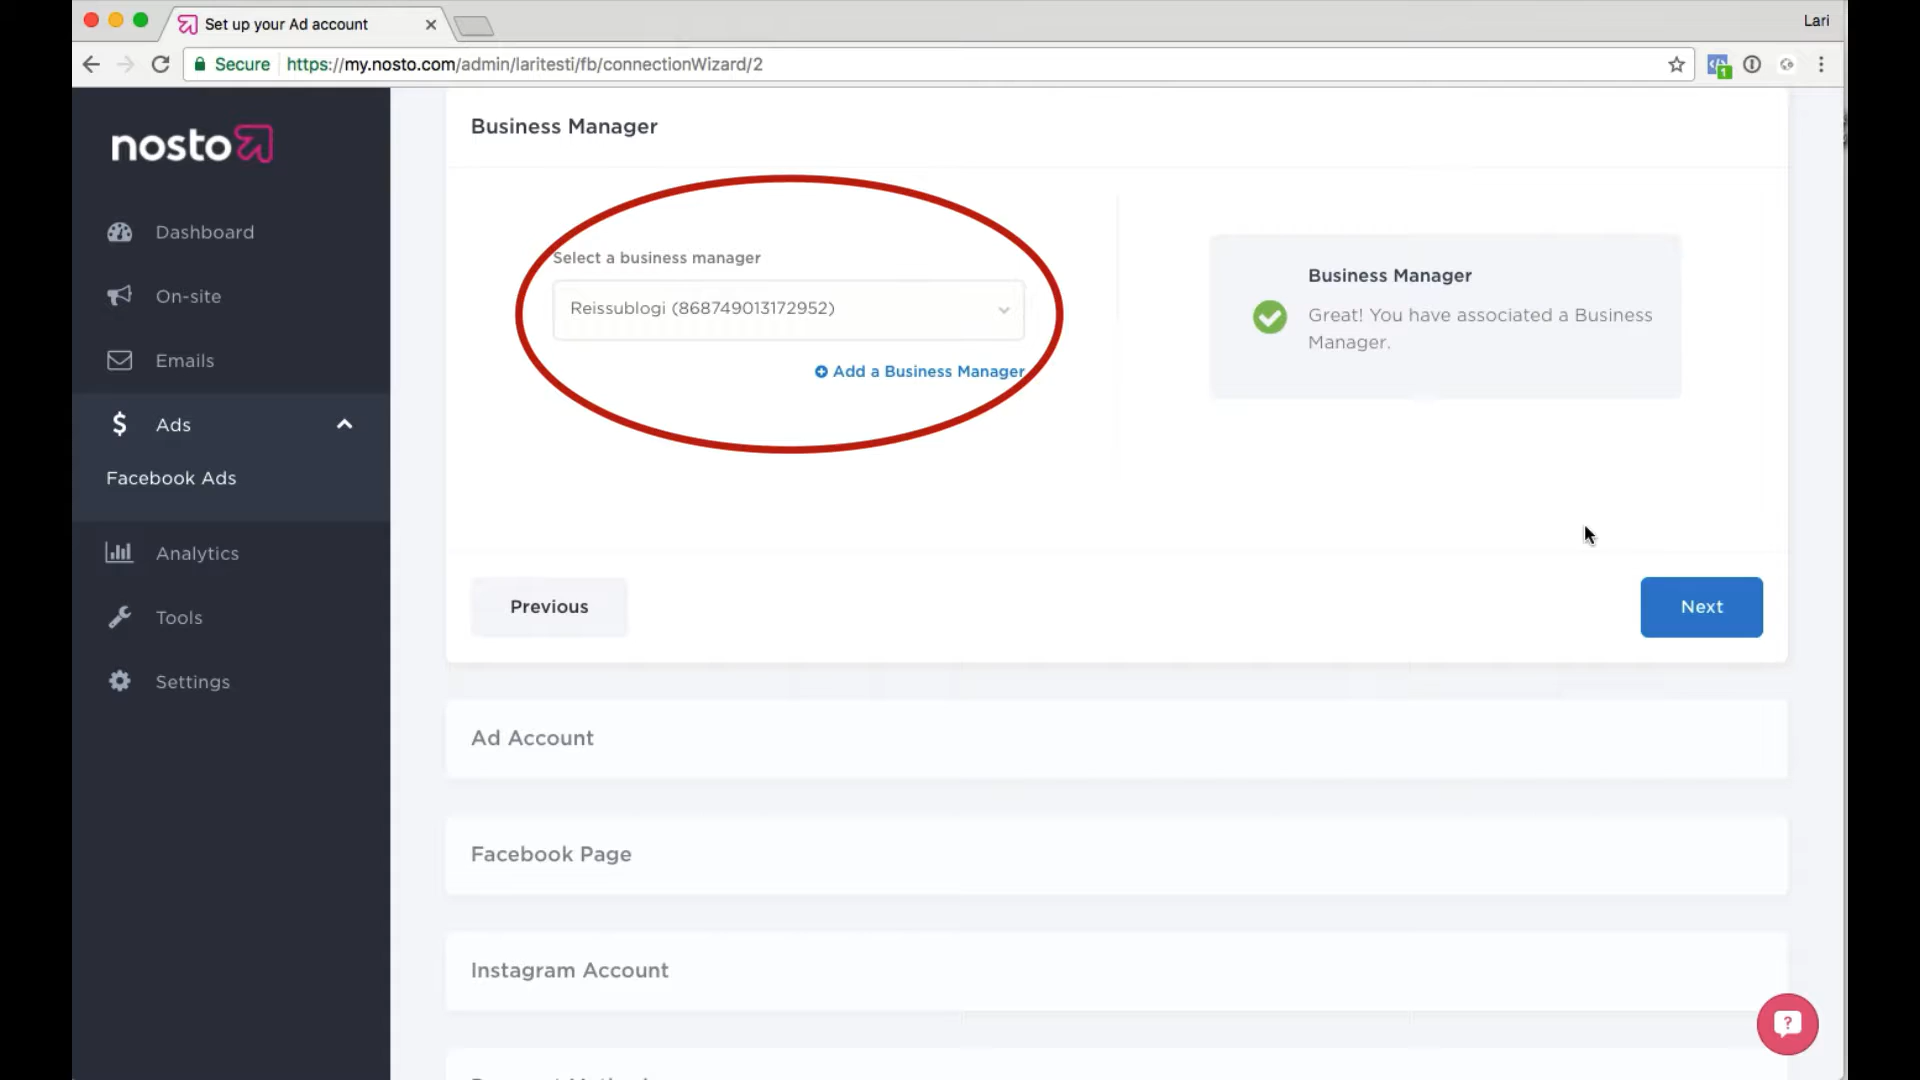 Set up your Ad account
Lari
Secure
https://my.nosto.com/admin/laritesti/fb/connectionWizard/2
1
nosto
Dashboard
On-site
Emails
Ads
Facebook Ads
Analytics
Tools
Settings
Business Manager
Select a business manager
Reissublogi (868749013172952)
Add a Business Manager
Business Manager
Great! You have associated a Business
Manager.
Previous
Next
Ad Account
Facebook Page
Instagram Account